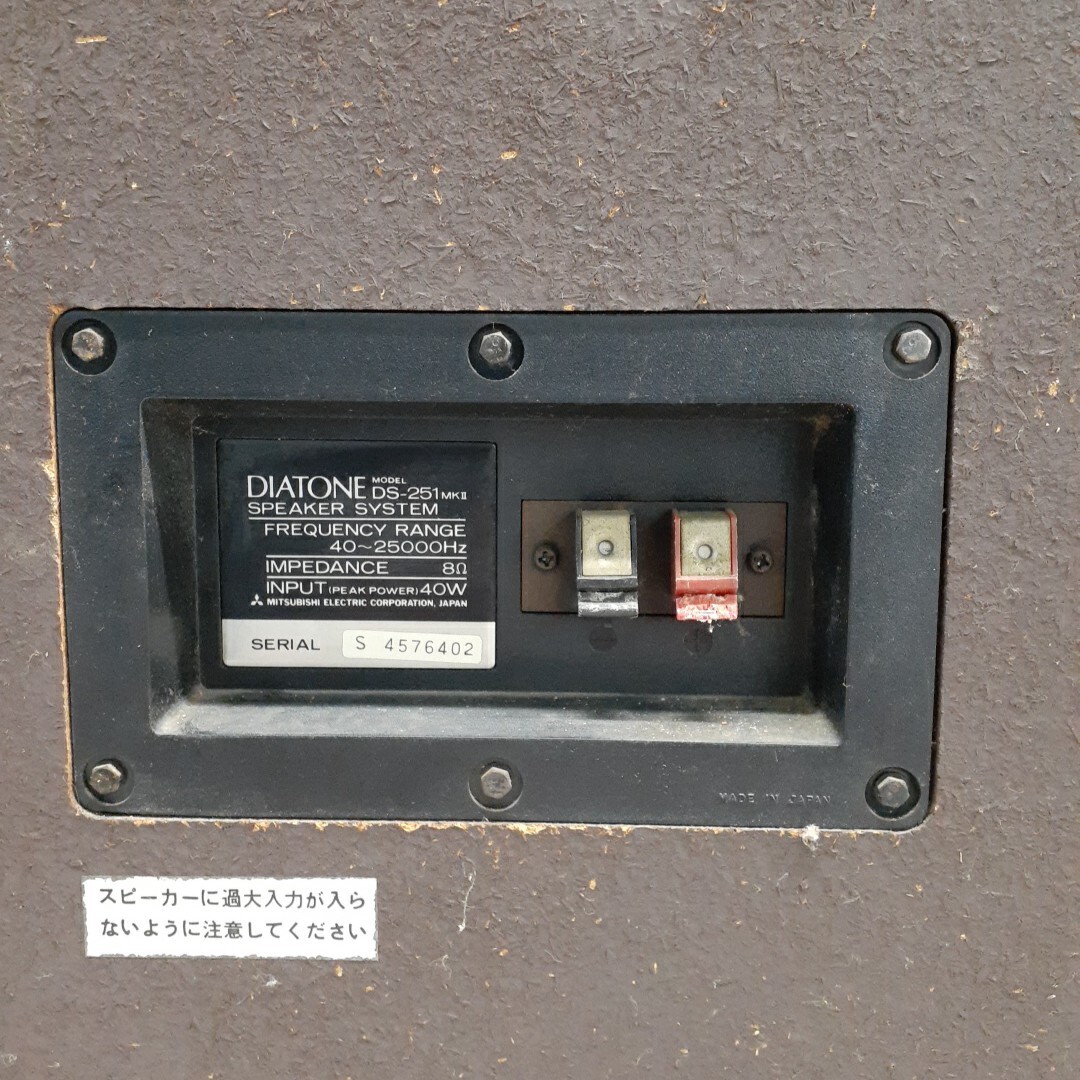 DIATONE MODEL DS-251 MKII
SPEAKER SYSTEM
FREQUENCY RANGE
40~25000Hz
IMPEDANCE 8Ω
INPUT (PEAK POWER) 40W
MITSUBISHI ELECTRIC CORPORATION, JAPAN
SERIAL S 4576402
MADE IN JAPAN
スピーカーに過大入力が入ら
ないように注意してください